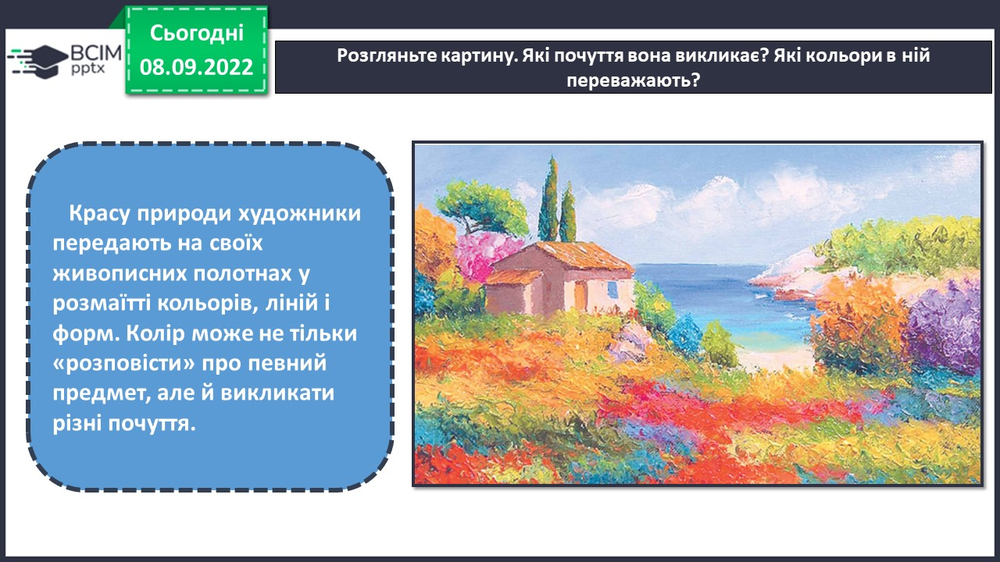 Сьогодні
08.09.2022
ВСІМ
pptx
Розгляньте картину. Які почуття вона викликає? Які кольори в ній
переважають?
Красу природи художники
передають на своїх
живописних полотнах у
розмаїтті кольорів, ліній і
форм. Колір може не тільки
«розповісти» про певний
предмет, але й викликати
різні почуття.